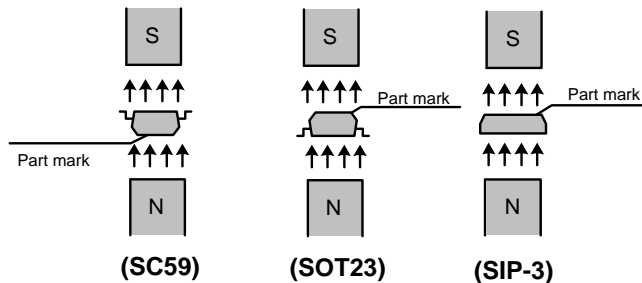 S S S
Part mark Part mark
Part mark
N N N
(SC59) (SOT23) (SIP-3)